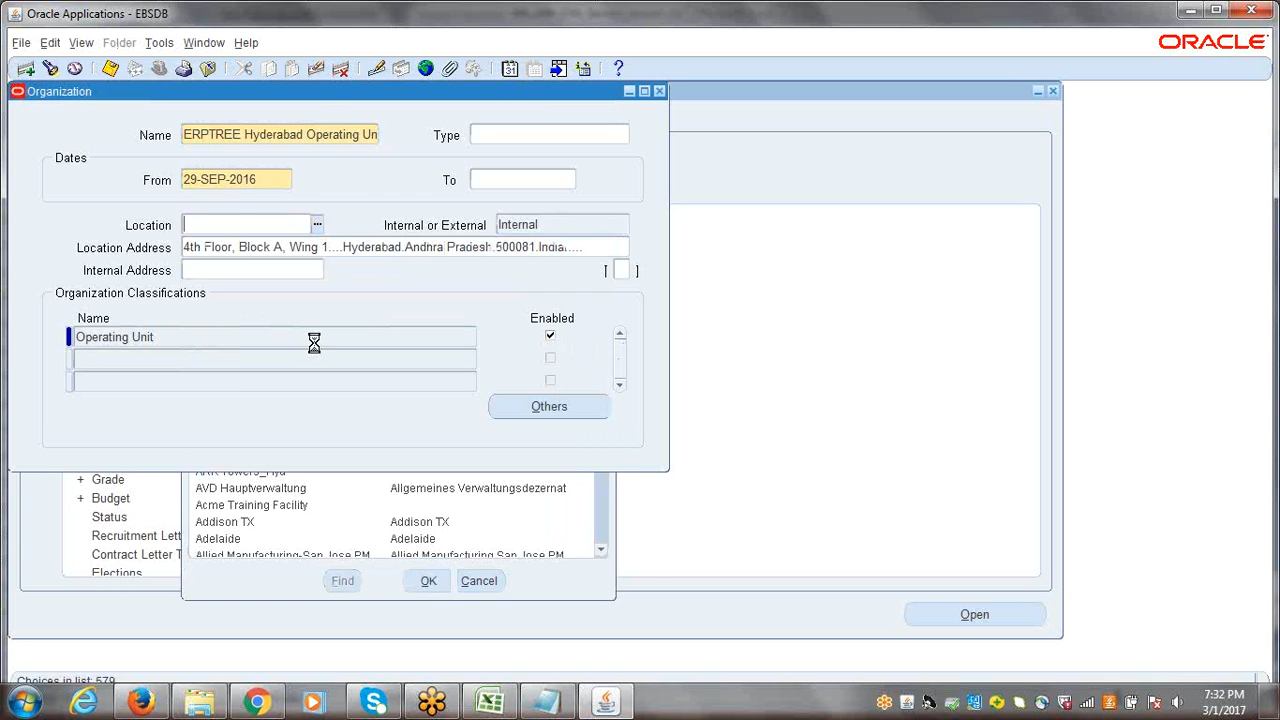 Oracle Applications - EBSDB
File Edit View Folder Tools Window Help
ORACLE
Organization
Name ERPTREE Hyderabad Operating Un Type
Dates
From 29-SEP-2016 To
Location Internal or External Internal
Location Address 4th Floor, Block A, Wing 1....Hyderabad.Andhra Pradesh.500081.India....
Internal Address [ ]
Organization Classifications
Name Enabled
Operating Unit
Others
Grade
AVD Hauptverwaltung Allgemeines Verwaltungsdezernat
Budget
Acme Training Facility
Status
Addison TX Addison TX
Recruitment Lett
Adelaide Adelaide
Contract Letter T
Allied Manufacturing-San Jose PM Allied Manufacturing San Jose PM
Elections
Find OK Cancel
Open
Choices in list: 579
7:32 PM
3/1/2017